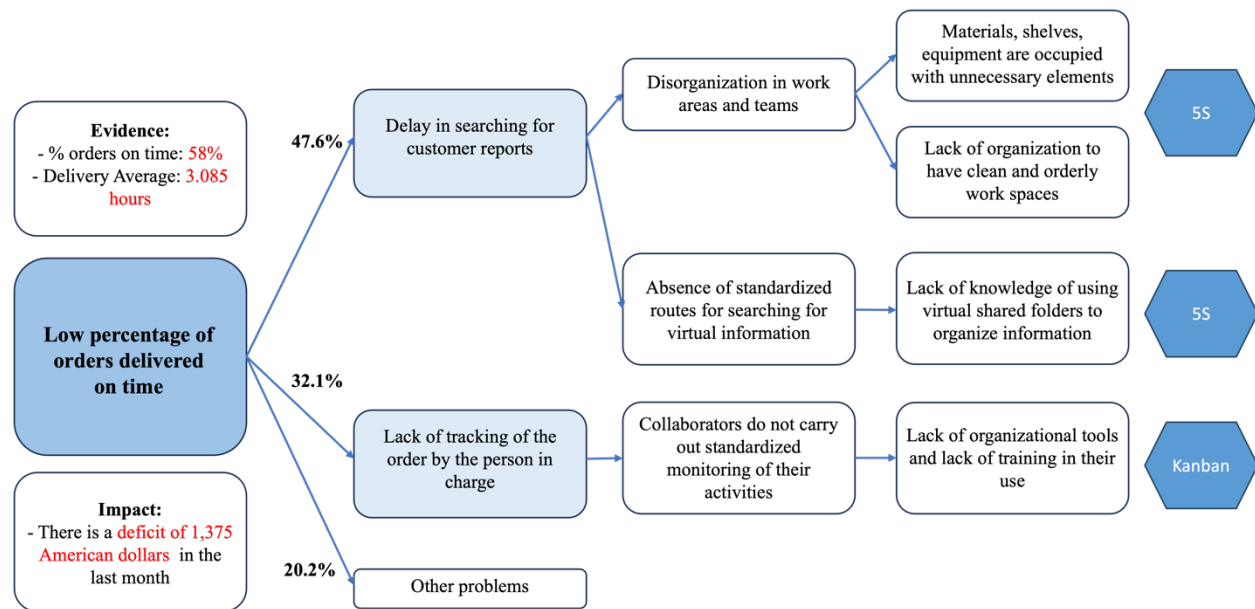 Evidence:
- % orders on time: 58%
- Delivery Average: 3.085
hours
Low percentage of
orders delivered
on time
Impact:
- There is a deficit of 1,375
American dollars in the
last month
47.6%
32.1%
20.2%
Delay in searching for
customer reports
Lack of tracking of the
order by the person in
charge
Other problems
Disorganization in work
areas and teams
Absence of standardized
routes for searching for
virtual information
Collaborators do not carry
out standardized
monitoring of their
activities
Materials, shelves,
equipment are occupied
with unnecessary elements
Lack of organization to
have clean and orderly
work spaces
Lack of knowledge of using
virtual shared folders to
organize information
Lack of organizational tools
and lack of training in their
use
5S
5S
Kanban